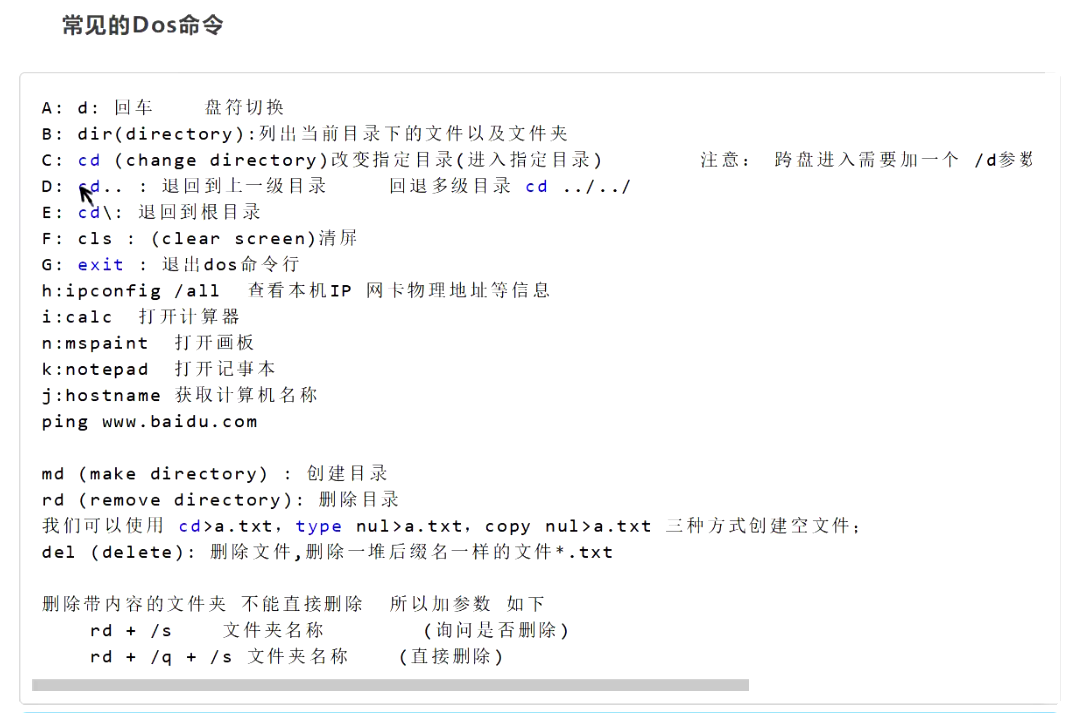 常见的Dos命令
A: d: 回车 盘符切换
B: dir(directory):列出当前目录下的文件以及文件夹
C: cd (change directory)改变指定目录(进入指定目录) 注意： 跨盘进入需要加一个 /d参数
D: cd.. : 退回到上一级目录 回退多级目录 cd ../../
E: cd\: 退回到根目录
F: cls : (clear screen)清屏
G: exit : 退出dos命令行
h:ipconfig /all 查看本机IP 网卡物理地址等信息
i:calc 打开计算器
n:mspaint 打开画板
k:notepad 打开记事本
j:hostname 获取计算机名称
ping www.baidu.com
md (make directory) : 创建目录
rd (remove directory): 删除目录
我们可以使用 cd>a.txt，type nul>a.txt，copy nul>a.txt 三种方式创建空文件；
del (delete): 删除文件,删除一堆后缀名一样的文件*.txt
删除带内容的文件夹 不能直接删除 所以加参数 如下
rd + /s 文件夹名称 (询问是否删除)
rd + /q + /s 文件夹名称 (直接删除)